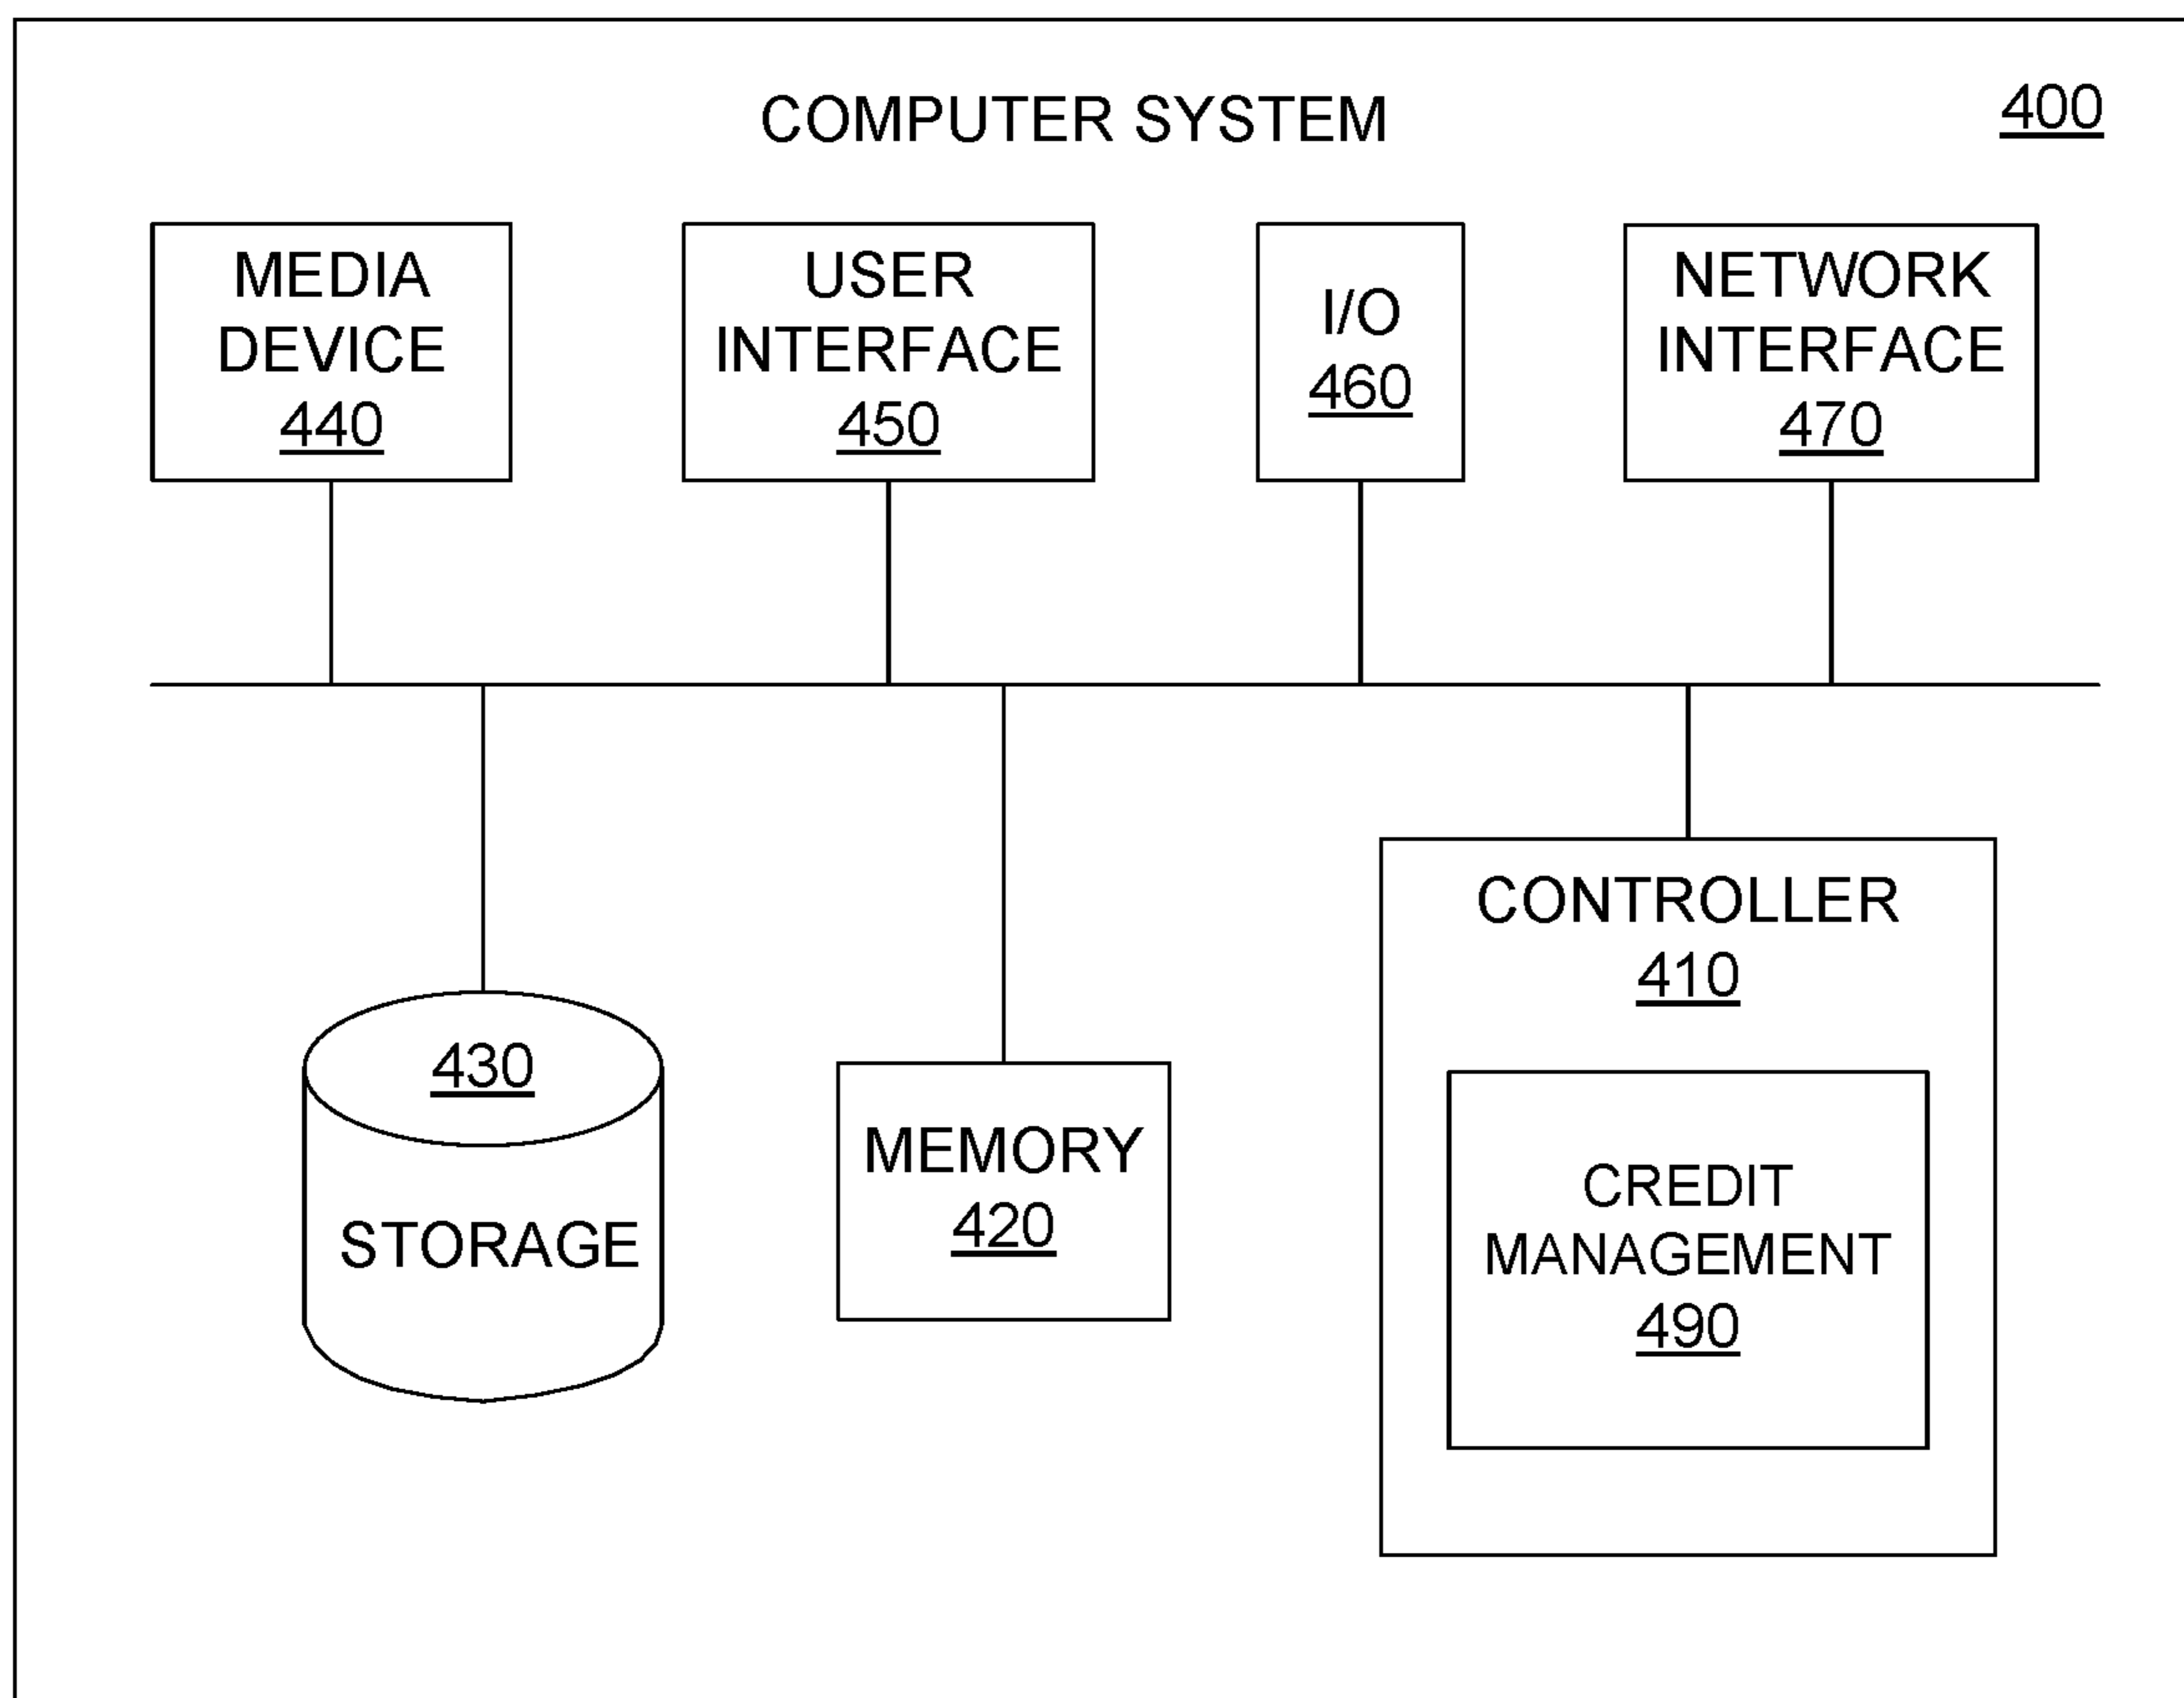 COMPUTER SYSTEM
400
MEDIA
DEVICE
440
USER
INTERFACE
450
I/O
460
NETWORK
INTERFACE
470
430
STORAGE
MEMORY
420
CONTROLLER
410
CREDIT
MANAGEMENT
490